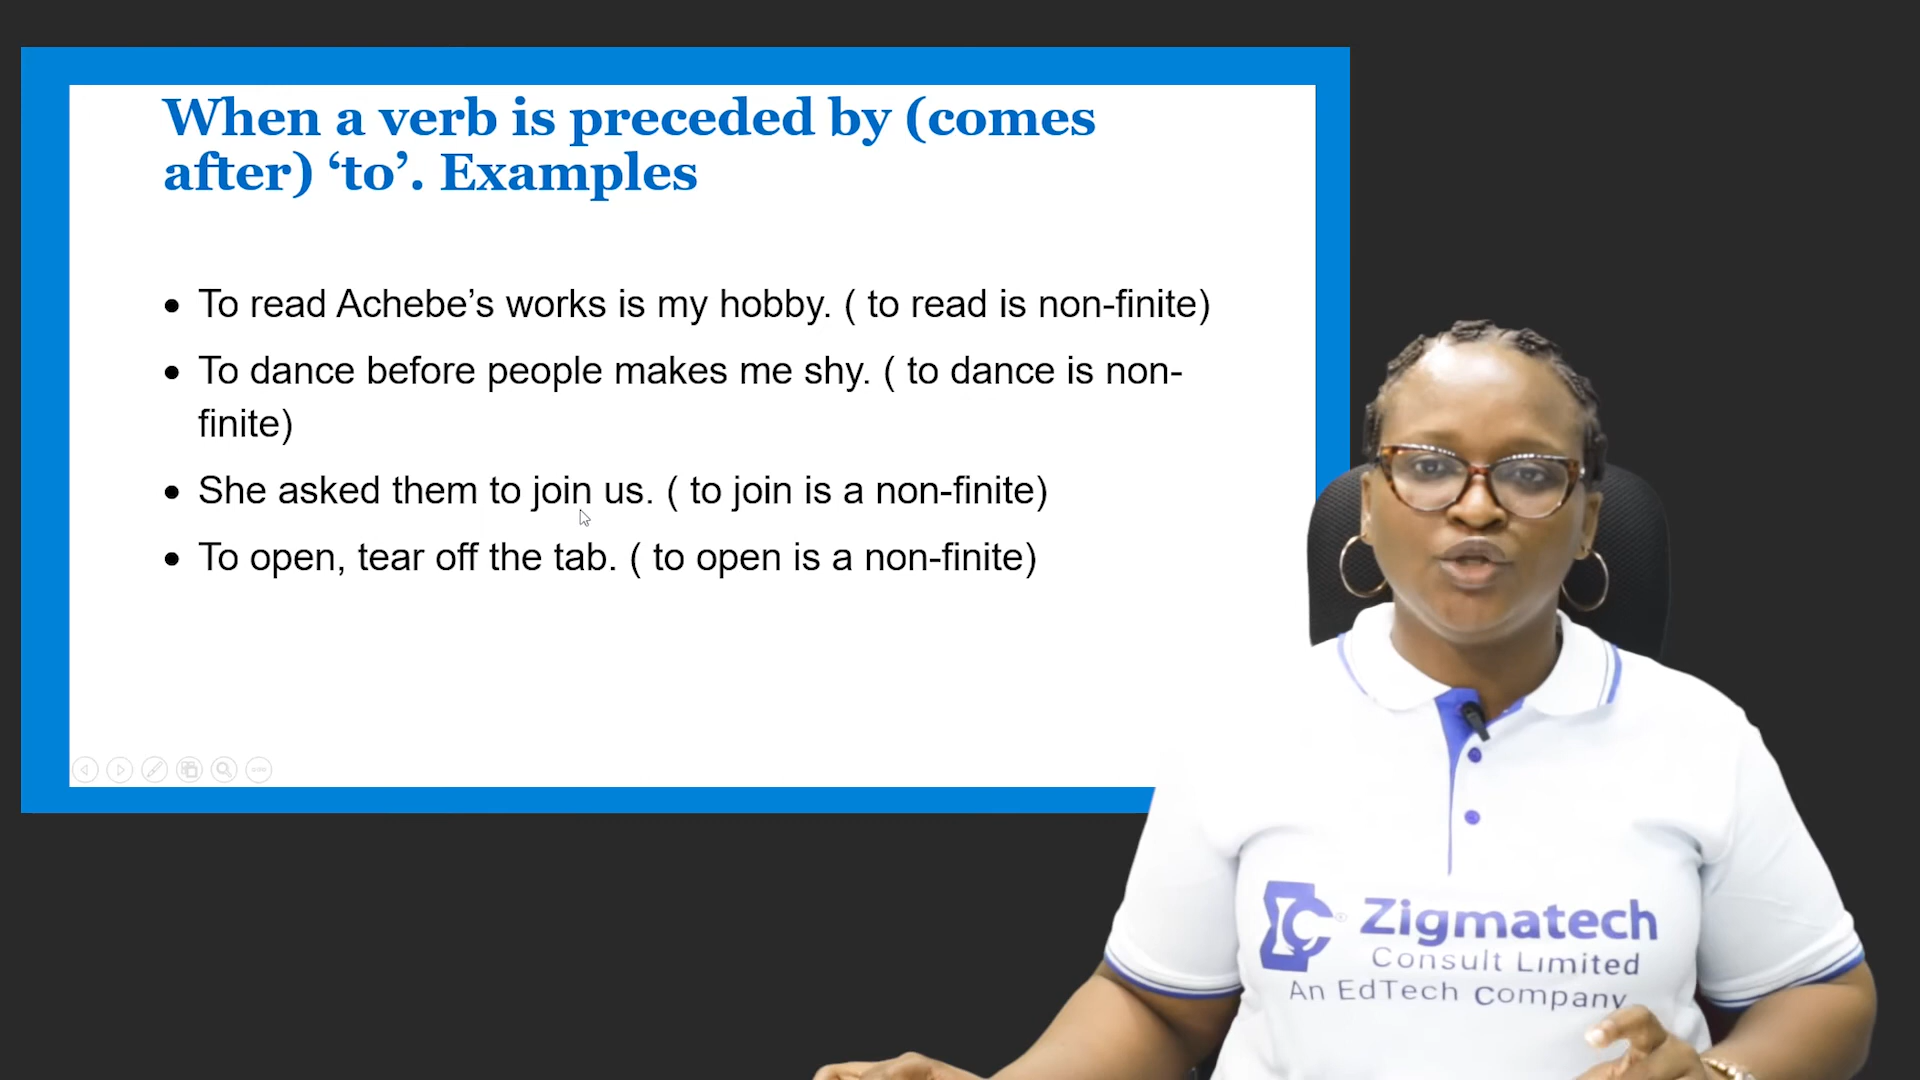 When a verb is preceded by (comes
after) ‘to’. Examples
• To read Achebe’s works is my hobby. ( to read is non-finite)
• To dance before people makes me shy. ( to dance is non-
finite)
• She asked them to join us. ( to join is a non-finite)
• To open, tear off the tab. ( to open is a non-finite)
ZC® Zigmatech
Consult Limited
An EdTech Company